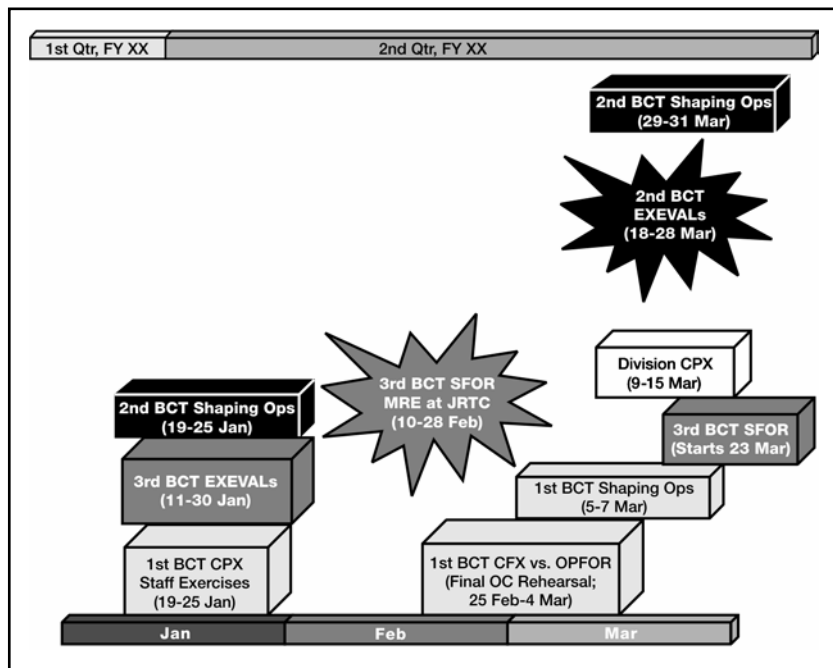 1st Qtr, FY XX
2nd Qtr, FY XX
2nd BCT Shaping Ops
(29-31 Mar)
2nd BCT
EXEVALs
(18-28 Mar)
Division CPX
(9-15 Mar)
3rd BCT SFOR
MRE at JRTC
(10-28 Feb)
2nd BCT Shaping Ops
(19-25 Jan)
3rd BCT SFOR
(Starts 23 Mar)
3rd BCT EXEVALs
(11-30 Jan)
1st BCT Shaping Ops
(5-7 Mar)
1st BCT CPX
Staff Exercises
(19-25 Jan)
1st BCT CFX vs. OPFOR
(Final OC Rehearsal;
25 Feb-4 Mar)
Jan
Feb
Mar